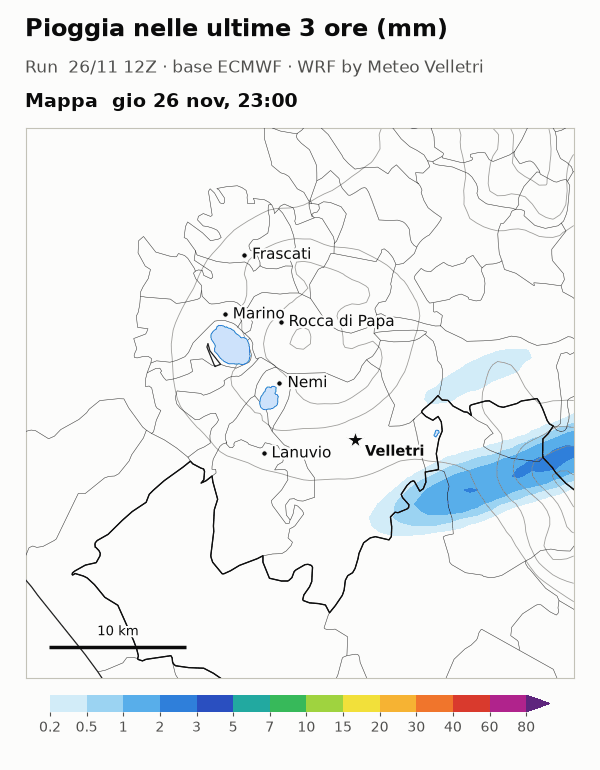 Pioggia nelle ultime 3 ore (mm)
Run  26/11 12Z · base ECMWF · WRF by Meteo Velletri
Mappa  gio 26 nov, 23:00
Frascati
Marino
Rocca di Papa
Nemi
Velletri
Lanuvio
10 km
0.2 0.5 1 2 3 5 7 10 15 20 30 40 60 80